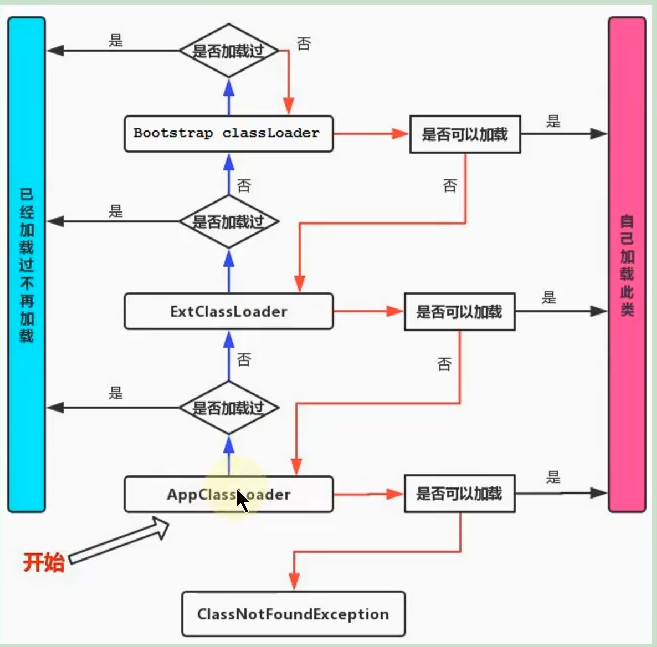 是
是否加载过
否
Bootstrap classLoader
是否可以加载
是
否
否
是
是否加载过
已经加载过不再加载
自己加载此类
ExtClassLoader
是否可以加载
是
否
否
是
是否加载过
AppClassLoader
是否可以加载
是
开始
ClassNotFoundException